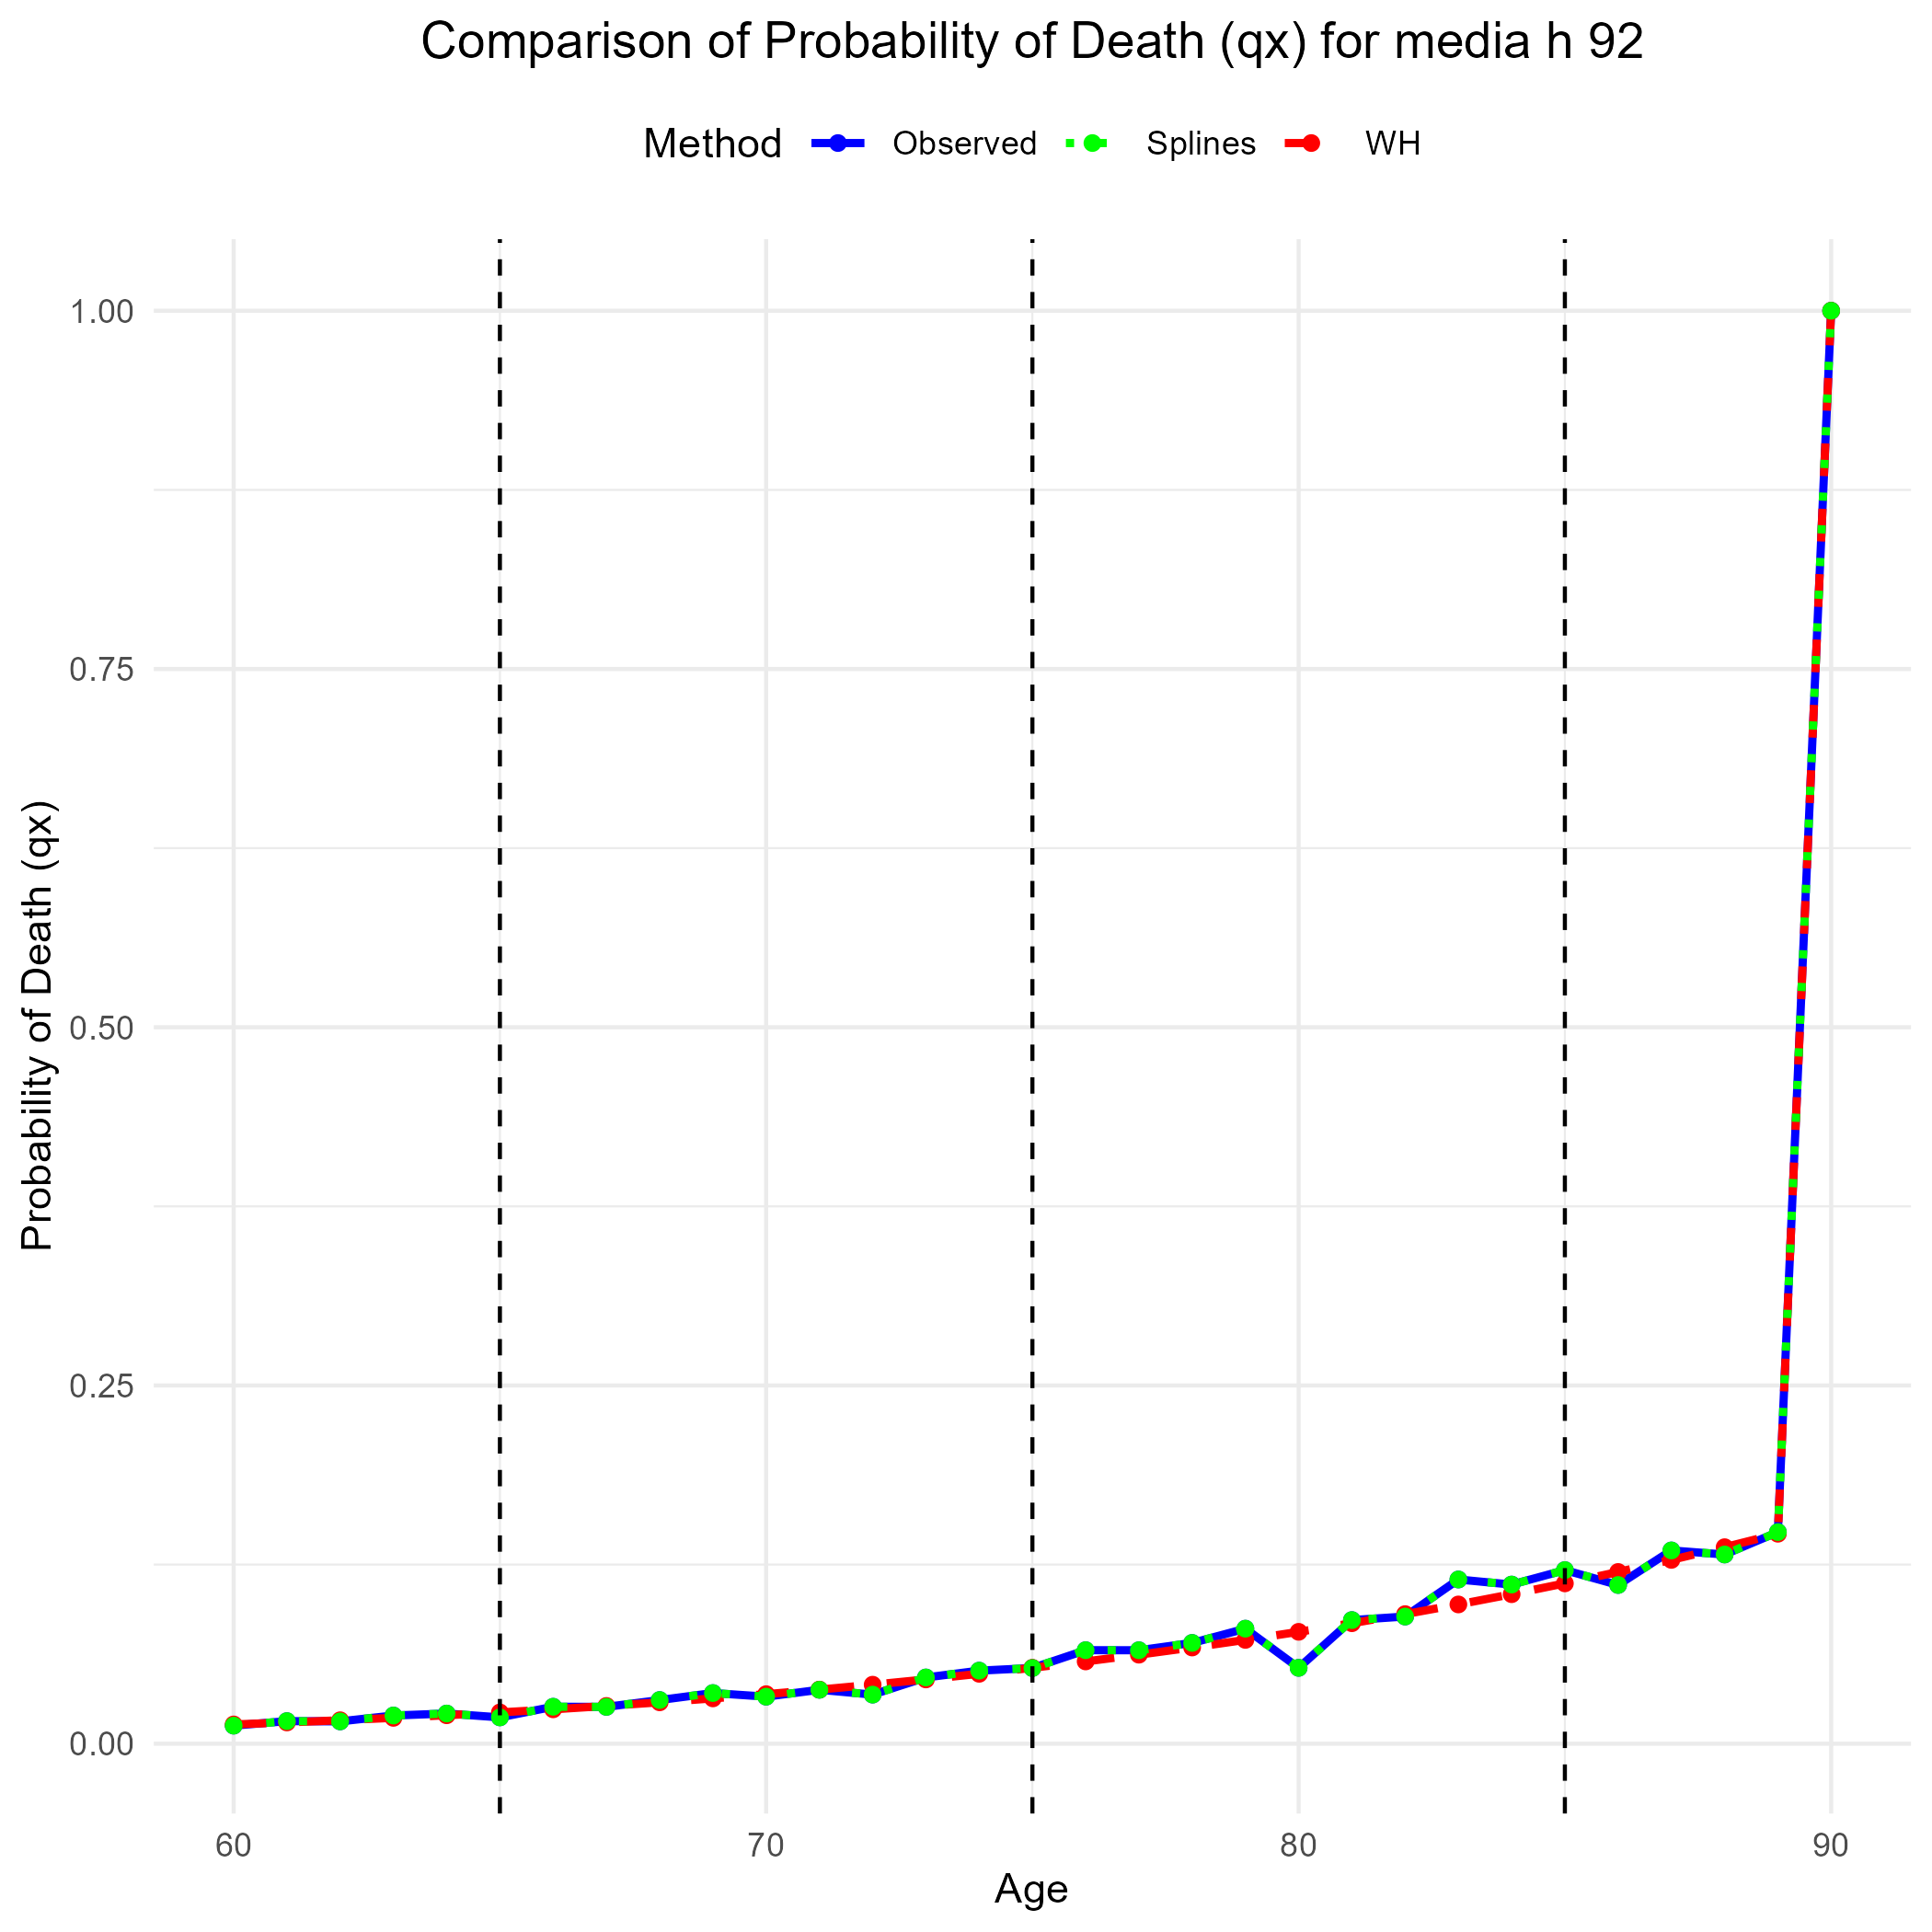 Comparison of Probability of Death (qx) for media h 92
Method Observed Splines WH
1.00
0.75
0.50
0.25
0.00
Probability of Death (qx)
60 70 80 90
Age